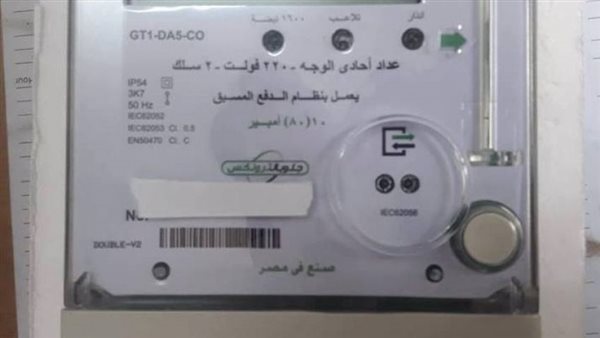 إنذار تلاعب ١٦٠٠ نبضة
GT1-DA5-CO
عداد أحادى الوجه - ٢٢٠ فولت - ٢ سلك
يعمل بنظام الدفع المسبق
١٠(٨٠) أمبير
IP54
3K7
50 Hz
IEC62052
IEC62053 Cl. 0.5
EN50470 Cl. C
جلوبالترونكس
IEC62056
DOUBLE-V2
صنع فى مصر